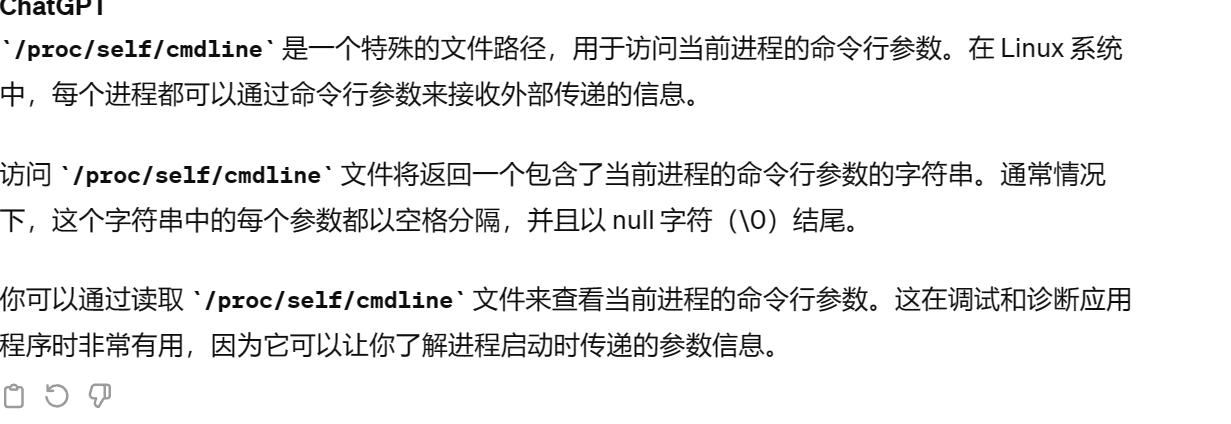 ChatGPT
`/proc/self/cmdline` 是一个特殊的文件路径，用于访问当前进程的命令行参数。在 Linux 系统
中，每个进程都可以通过命令行参数来接收外部传递的信息。
访问 `/proc/self/cmdline` 文件将返回一个包含了当前进程的命令行参数的字符串。通常情况
下，这个字符串中的每个参数都以空格分隔，并且以 null 字符（\0）结尾。
你可以通过读取 `/proc/self/cmdline` 文件来查看当前进程的命令行参数。这在调试和诊断应用
程序时非常有用，因为它可以让你了解进程启动时传递的参数信息。